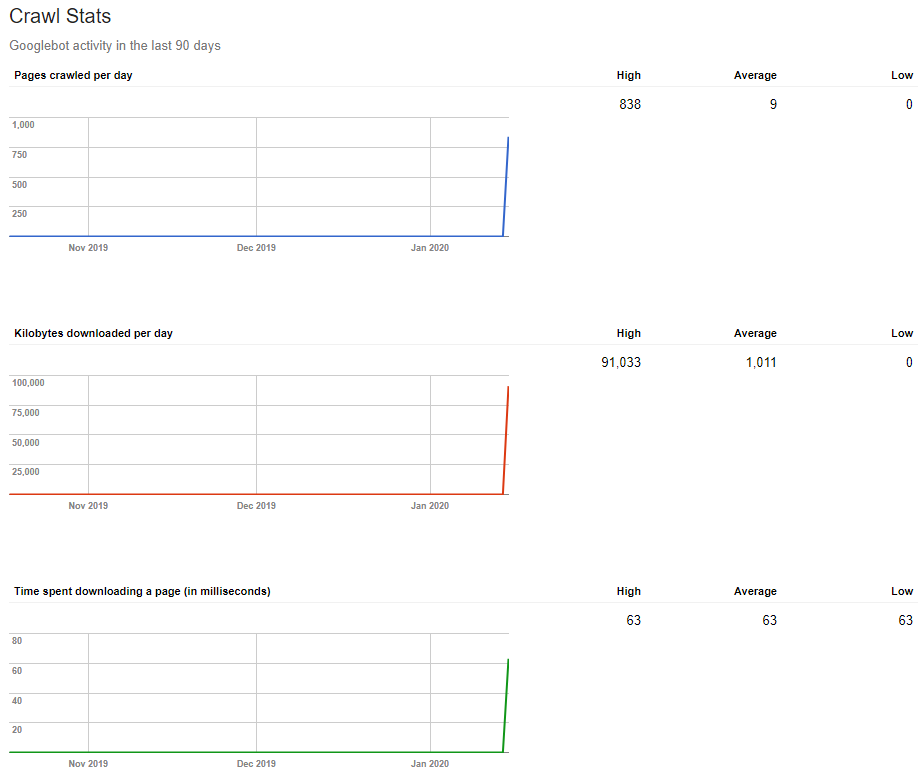 Crawl Stats
Googlebot activity in the last 90 days
Pages crawled per day High Average Low
838 9 0
1,000
750
500
250
Nov 2019 Dec 2019 Jan 2020
Kilobytes downloaded per day High Average Low
91,033 1,011 0
100,000
75,000
50,000
25,000
Nov 2019 Dec 2019 Jan 2020
Time spent downloading a page (in milliseconds) High Average Low
63 63 63
80
60
40
20
Nov 2019 Dec 2019 Jan 2020